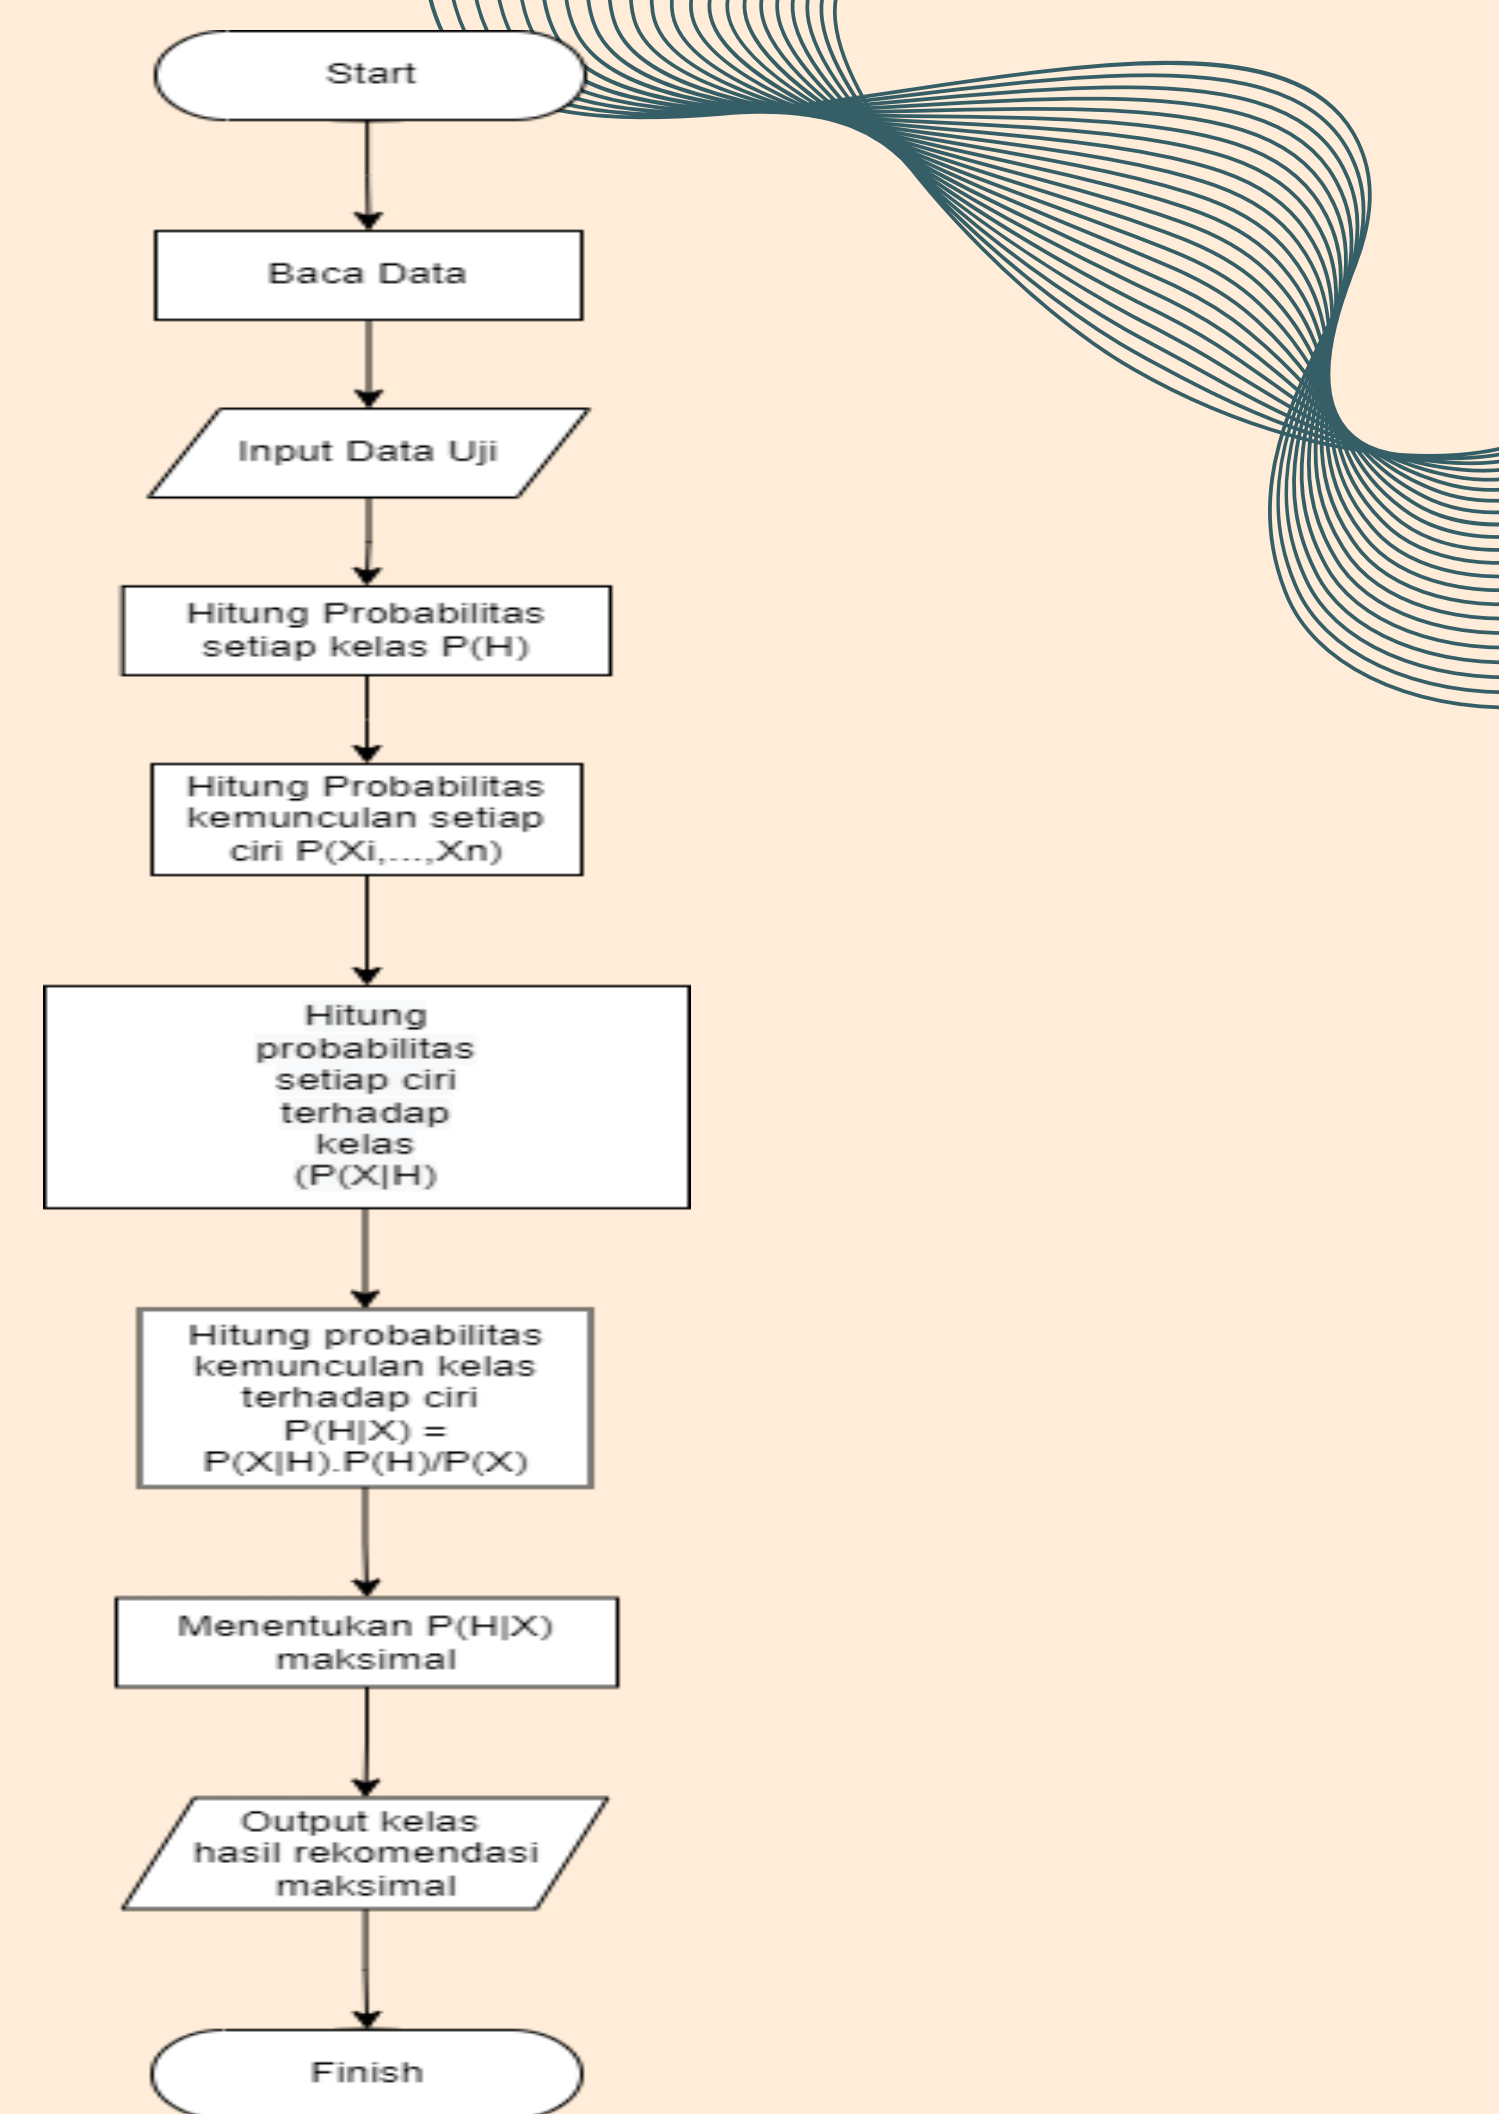 Start
Baca Data
Input Data Uji
Hitung Probabilitas
setiap kelas P(H)
Hitung Probabilitas
kemunculan setiap
ciri P(Xi,...,Xn)
Hitung
probabilitas
setiap ciri
terhadap
kelas
(P(X|H)
Hitung probabilitas
kemunculan kelas
terhadap ciri
P(H|X) =
P(X|H).P(H)/P(X)
Menentukan P(H|X)
maksimal
Output kelas
hasil rekomendasi
maksimal
Finish